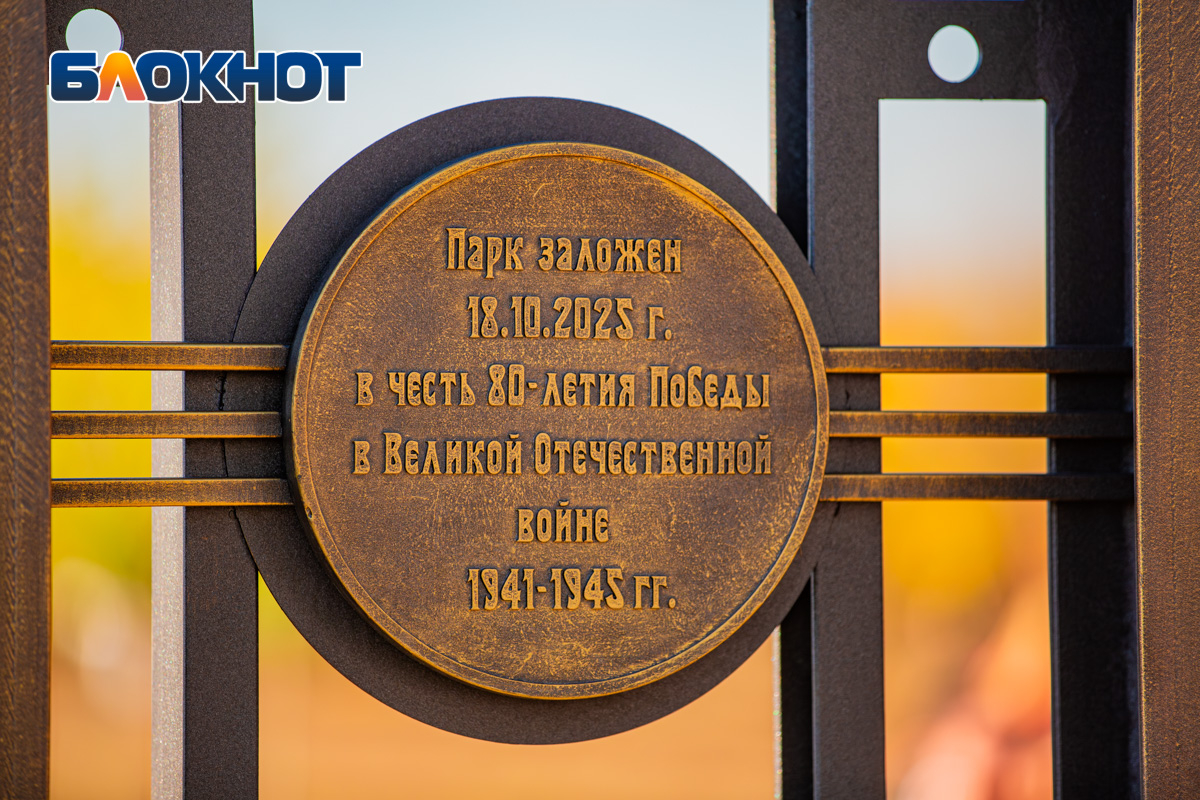 БЛОКНОТ
Парк заложен
18.10.2025 г.
в честь 80-летия Победы
в Великой Отечественной
войне
1941-1945 гг.